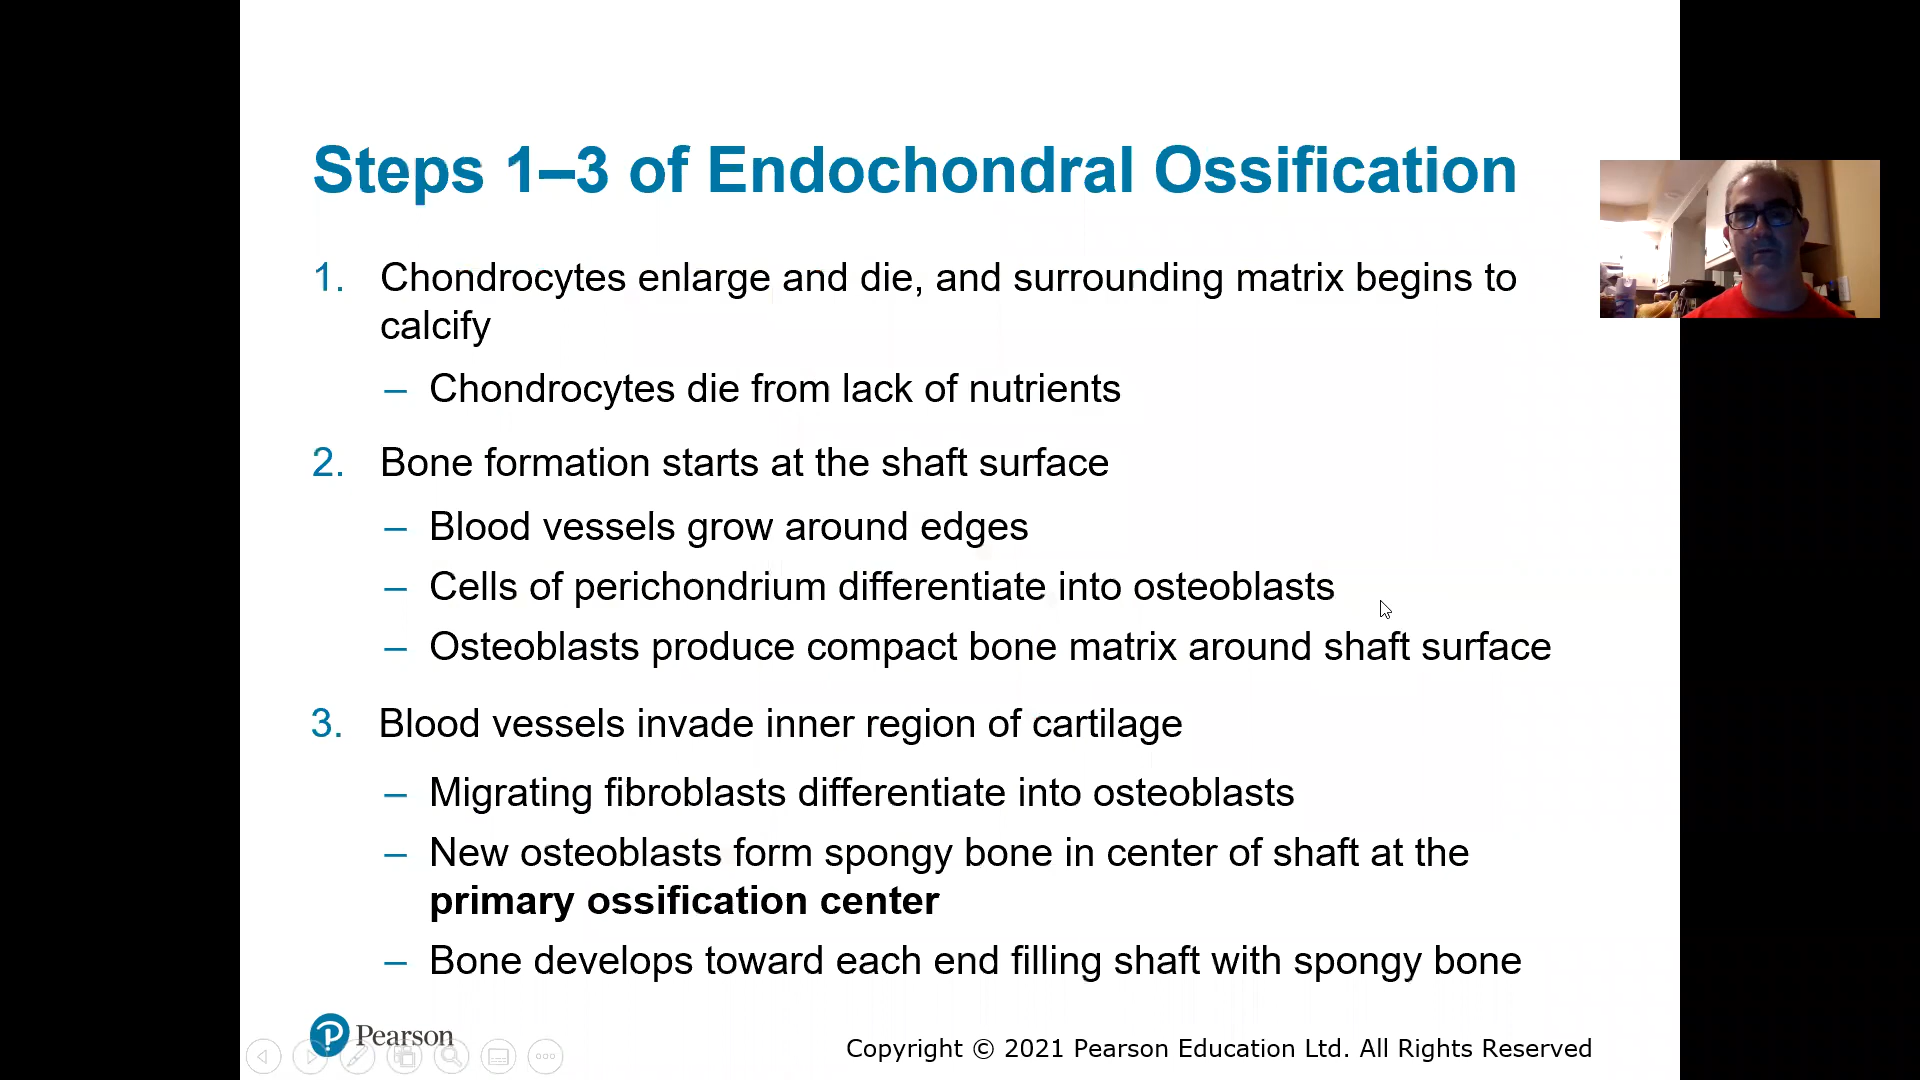 Steps 1–3 of Endochondral Ossification
1. Chondrocytes enlarge and die, and surrounding matrix begins to
calcify
– Chondrocytes die from lack of nutrients
2. Bone formation starts at the shaft surface
– Blood vessels grow around edges
– Cells of perichondrium differentiate into osteoblasts
– Osteoblasts produce compact bone matrix around shaft surface
3. Blood vessels invade inner region of cartilage
– Migrating fibroblasts differentiate into osteoblasts
– New osteoblasts form spongy bone in center of shaft at the
primary ossification center
– Bone develops toward each end filling shaft with spongy bone
Pearson
Copyright © 2021 Pearson Education Ltd. All Rights Reserved